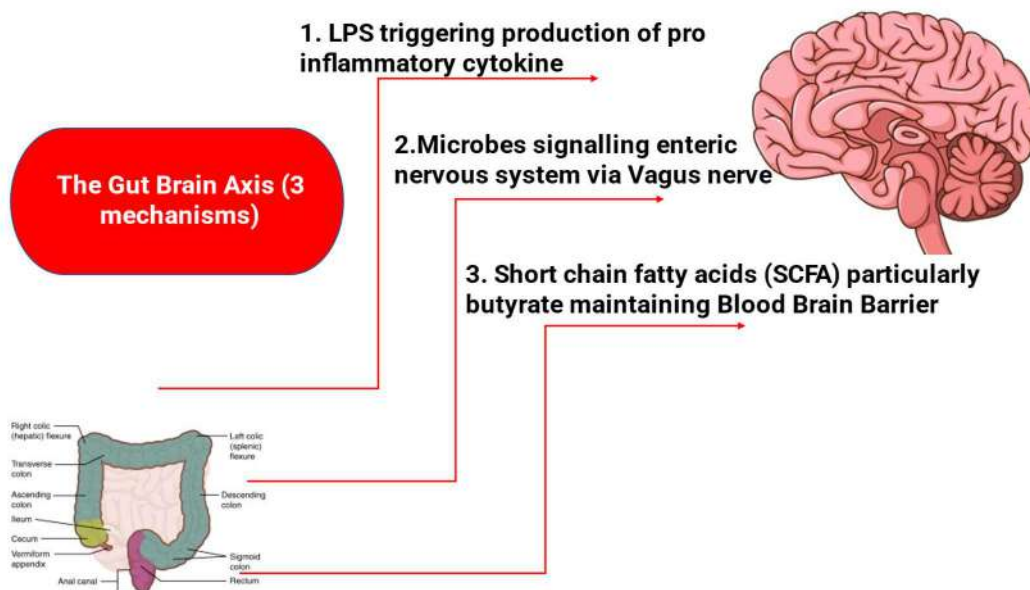 1. LPS triggering production of pro
inflammatory cytokine
2.Microbes signalling enteric
nervous system via Vagus nerve
The Gut Brain Axis (3
mechanisms)
3. Short chain fatty acids (SCFA) particularly
butyrate maintaining Blood Brain Barrier
Right colic
(hepatic) flexure
Left colic
(splenic)
flexure
Transverse
colon
Ascending
colon
Descending
colon
Ileum
Cecum
Vermiform
appendix
Sigmoid
colon
Anal canal
Rectum